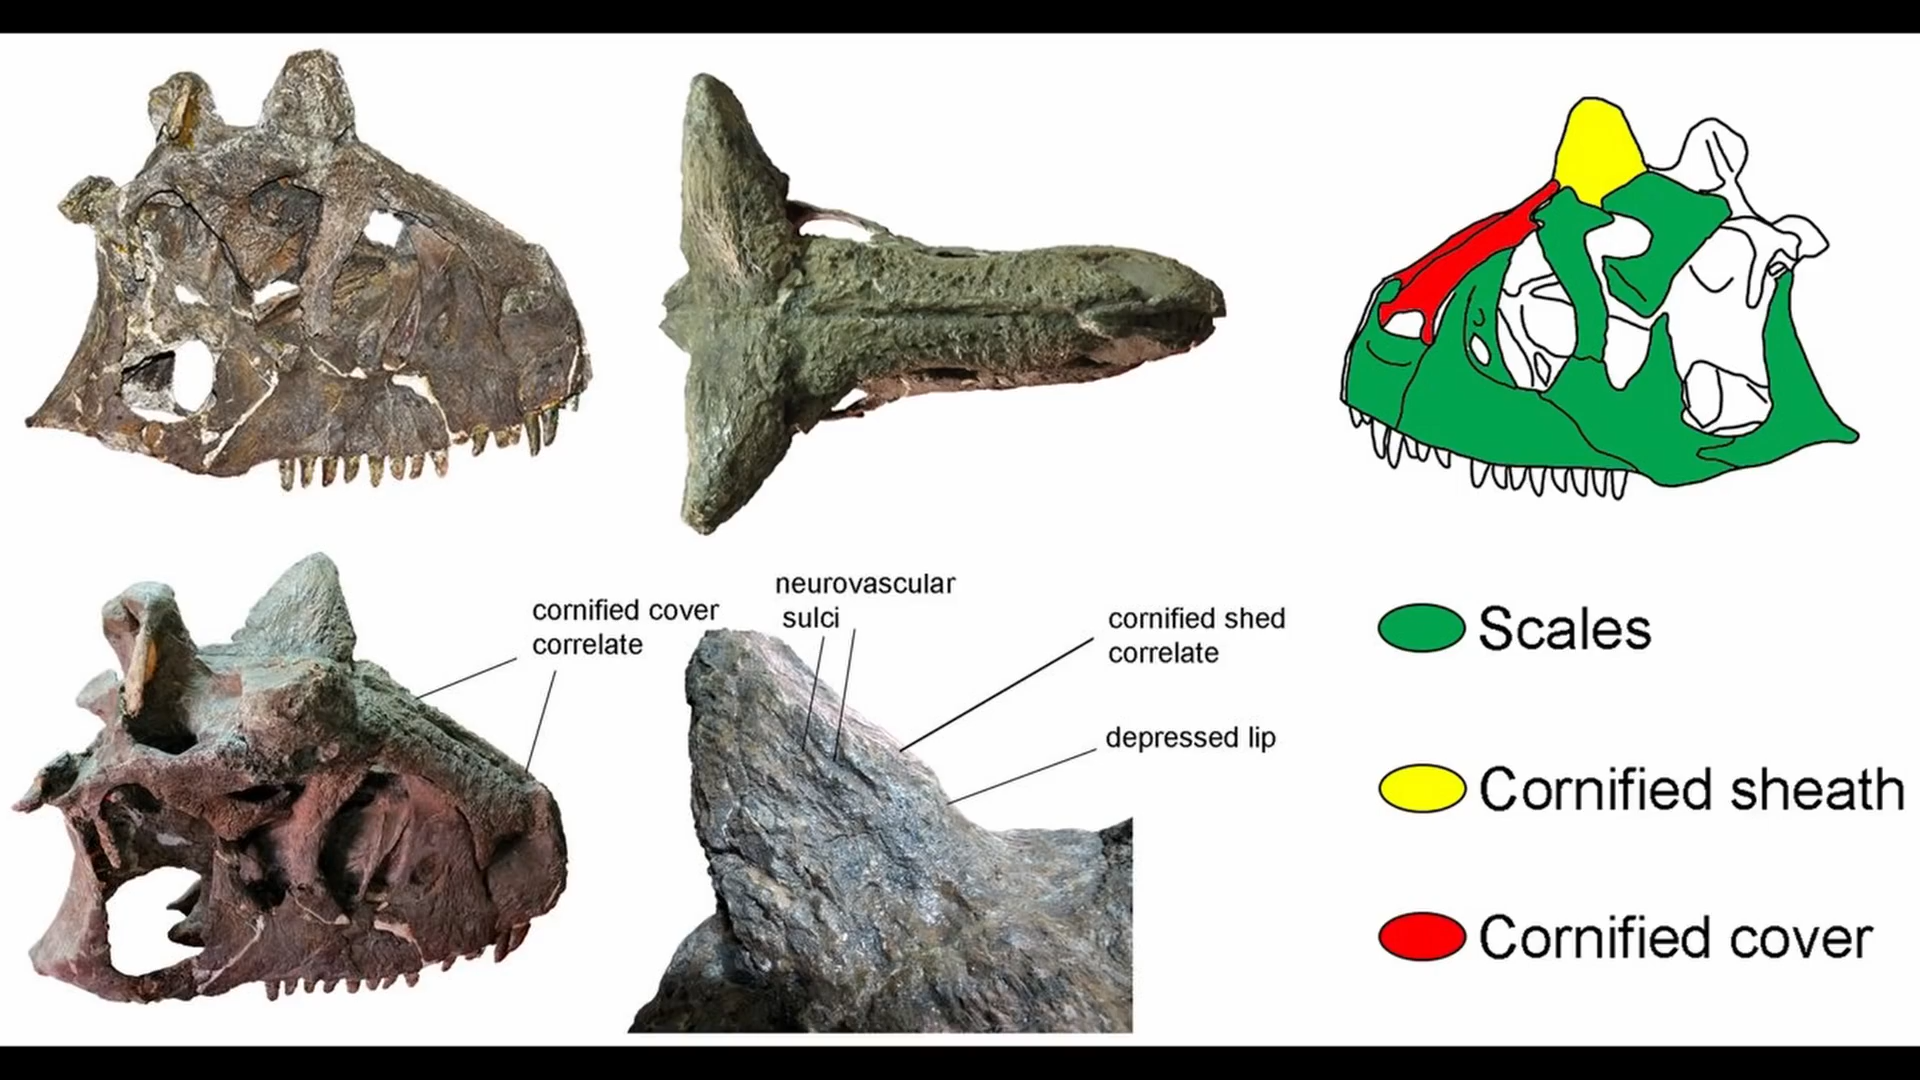 cornified cover
correlate
neurovascular
sulci
cornified shed
correlate
depressed lip
Scales
Cornified sheath
Cornified cover